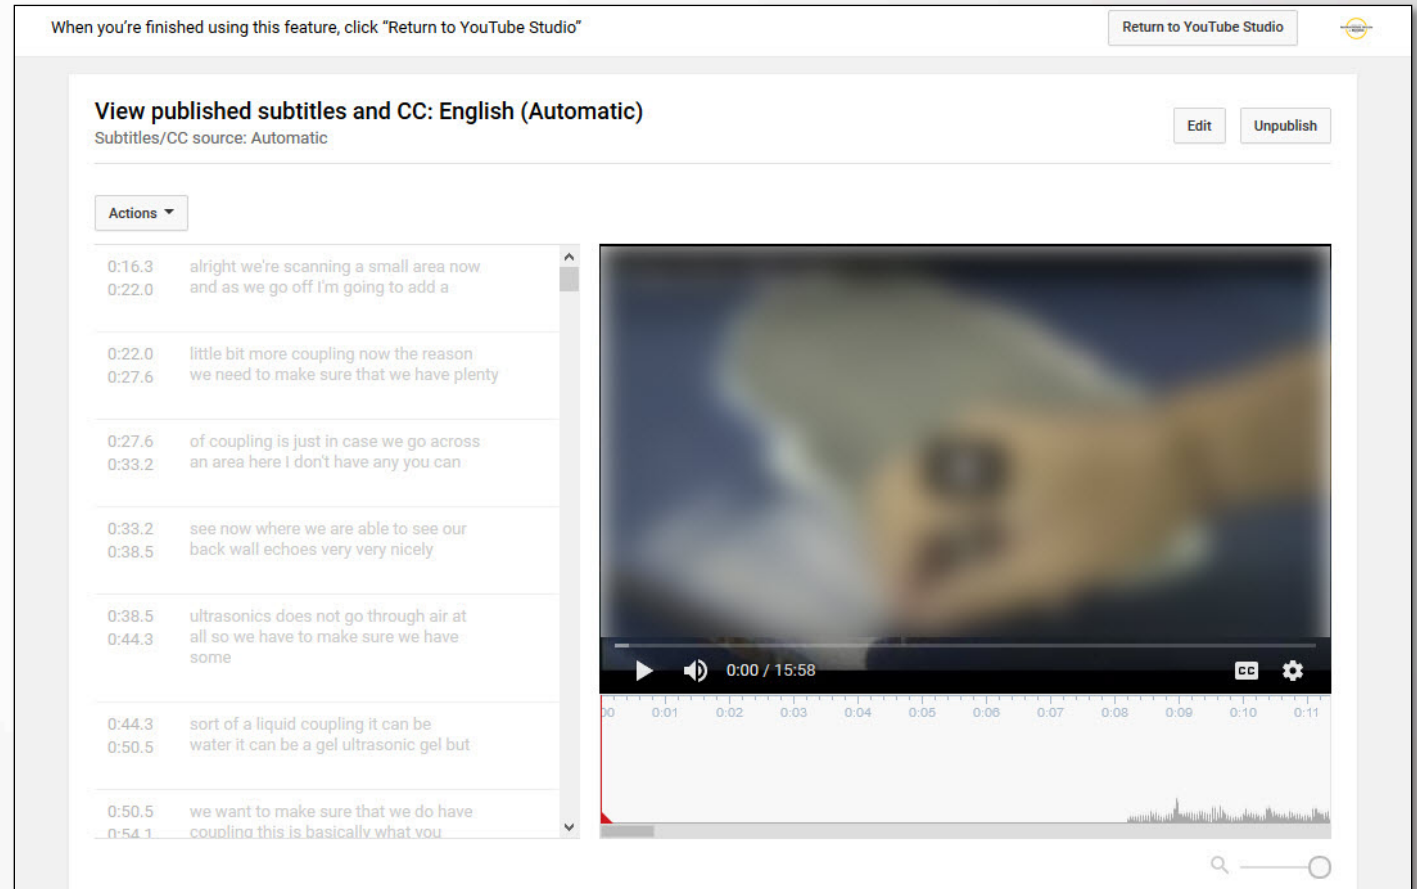 When you're finished using this feature, click “Return to YouTube Studio”
Return to YouTube Studio
View published subtitles and CC: English (Automatic)
Subtitles/CC source: Automatic
Edit
Unpublish
Actions
0:16.3 alright we're scanning a small area now
0:22.0 and as we go off I'm going to add a
0:22.0 little bit more coupling now the reason
0:27.6 we need to make sure that we have plenty
0:27.6 of coupling is just in case we go across
0:33.2 an area here I don't have any you can
0:33.2 see now where we are able to see our
0:38.5 back wall echoes very very nicely
0:38.5 ultrasonics does not go through air at
0:44.3 all so we have to make sure we have
some
0:44.3 sort of a liquid coupling it can be
0:50.5 water it can be a gel ultrasonic gel but
0:50.5 we want to make sure that we do have
0:54.1 coupling this is basically what you
0:00 / 15:58
CC
00 0:01 0:02 0:03 0:04 0:05 0:06 0:07 0:08 0:09 0:10 0:11